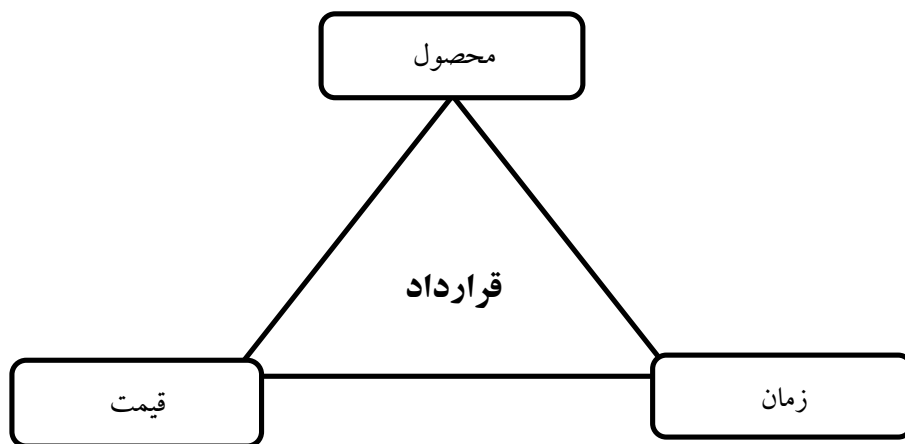 محصول
قرارداد
زمان
قیمت